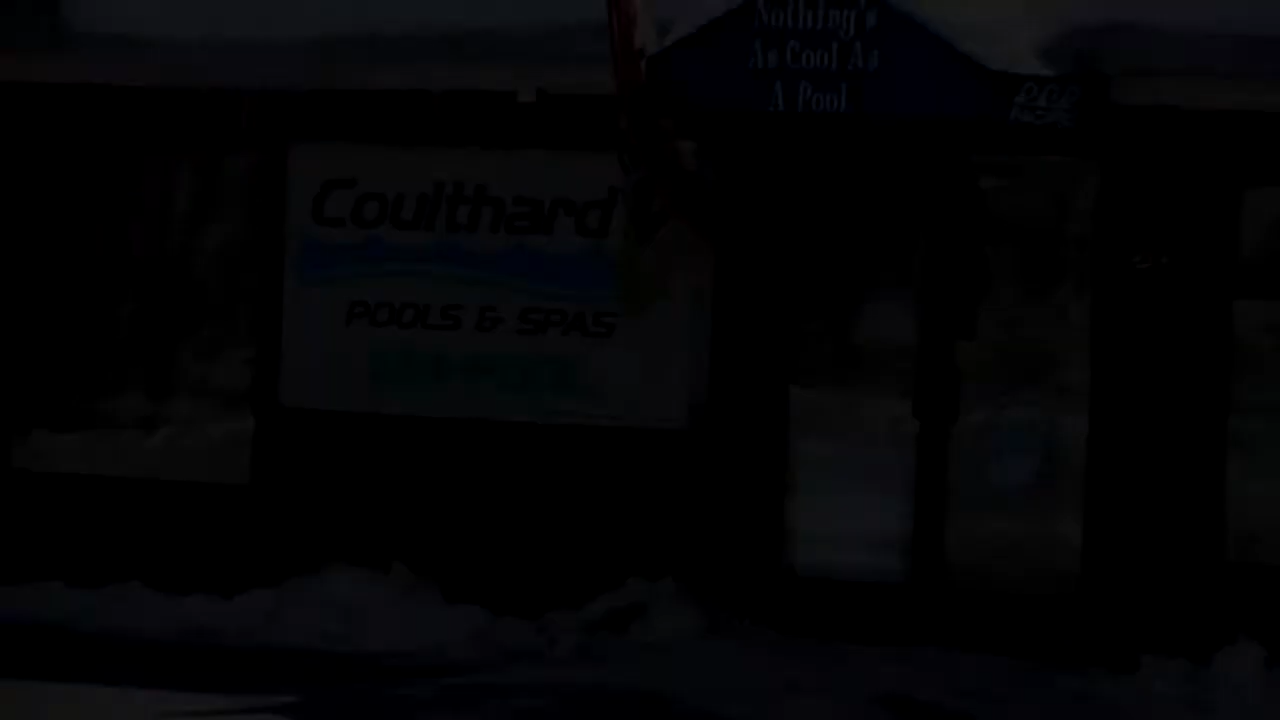 Nothing's
As Cool As
A Pool
Coulthard
POOLS & SPAS